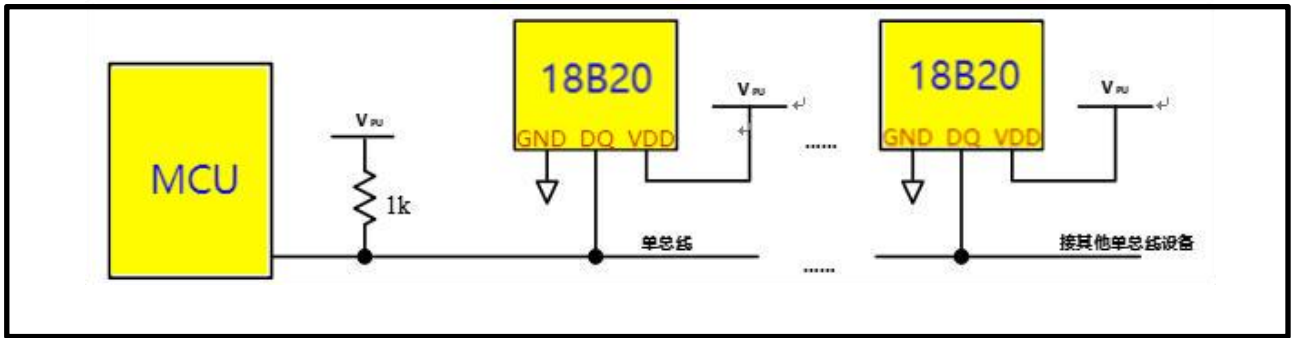 MCU
V PU
1k
18B20
GND DQ VDD
V PU
......
18B20
GND DQ VDD
V PU
单总线
......
接其他单总线设备